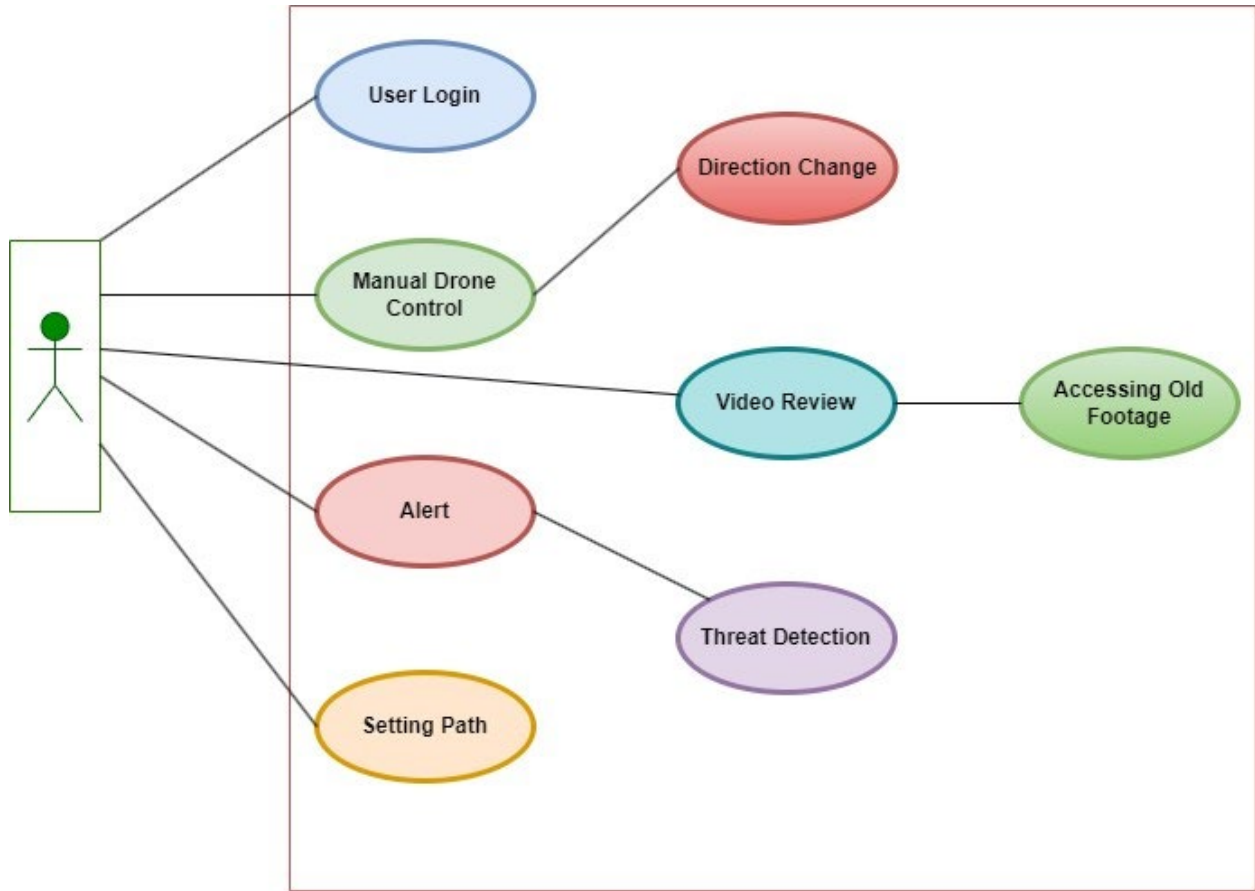 User Login
Direction Change
Manual Drone
Control
Video Review
Accessing Old
Footage
Alert
Threat Detection
Setting Path